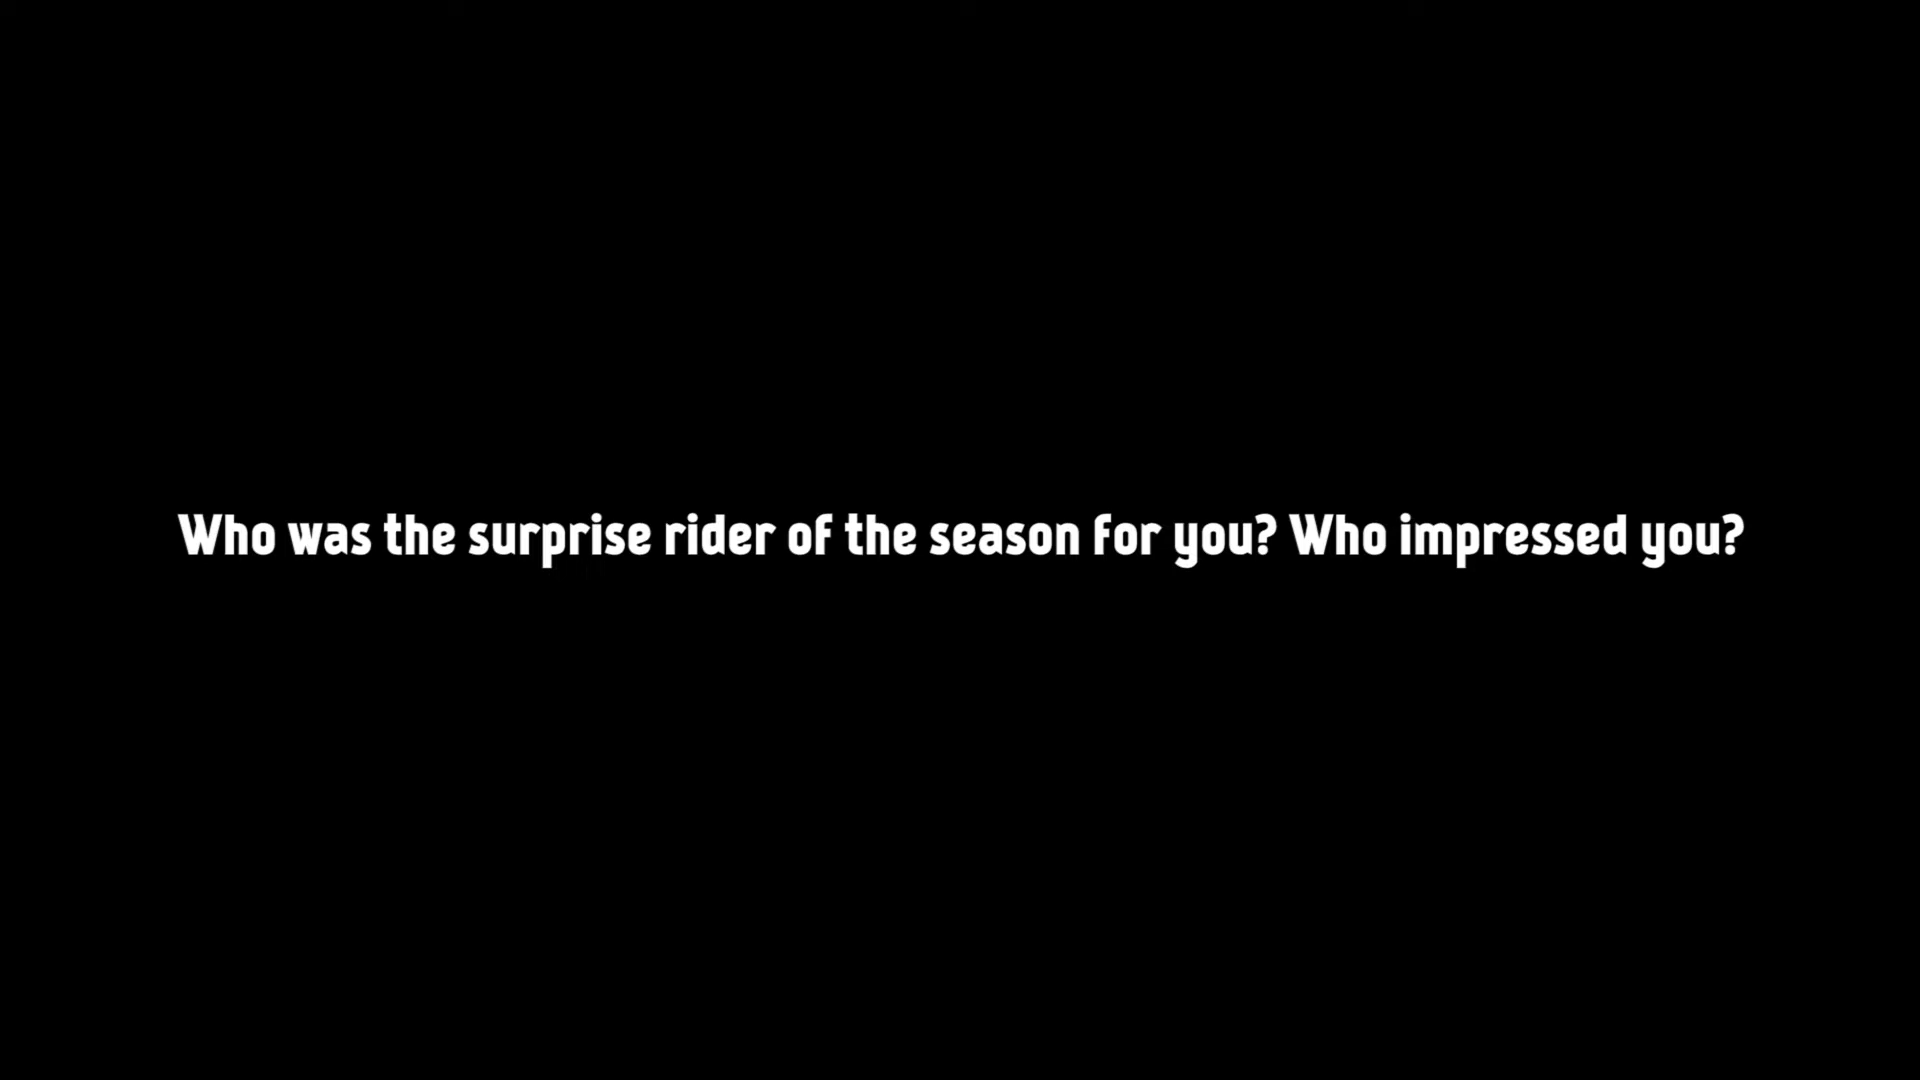 Who was the surprise rider of the season for you? Who impressed you?